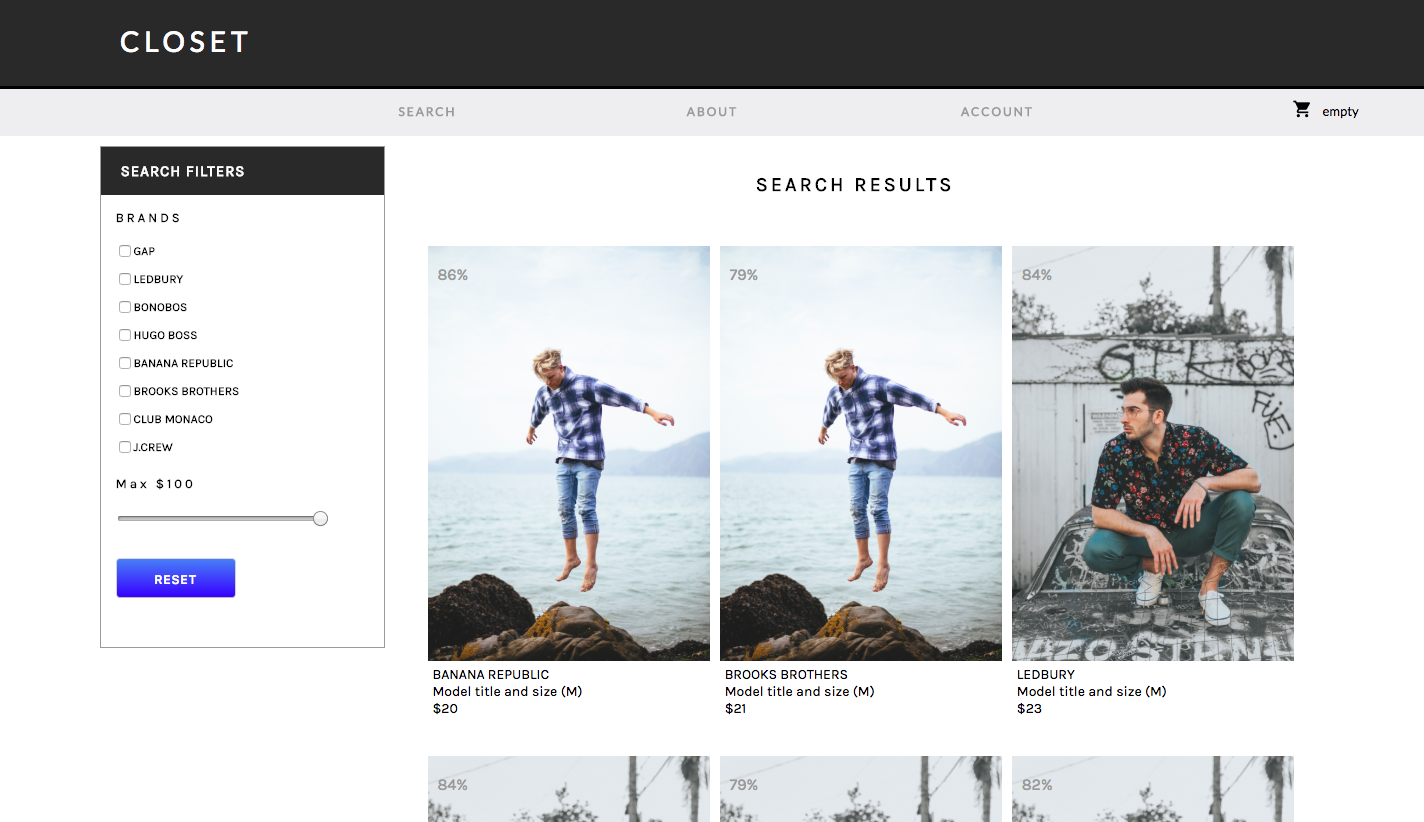 CLOSET
SEARCH
ABOUT
ACCOUNT
empty
SEARCH FILTERS
BRANDS
GAP
LEDBURY
BONOBOS
HUGO BOSS
BANANA REPUBLIC
BROOKS BROTHERS
CLUB MONACO
J.CREW
Max $100
RESET
SEARCH RESULTS
86%
BANANA REPUBLIC
Model title and size (M)
$20
79%
BROOKS BROTHERS
Model title and size (M)
$21
84%
LEDBURY
Model title and size (M)
$23
84%
79%
82%